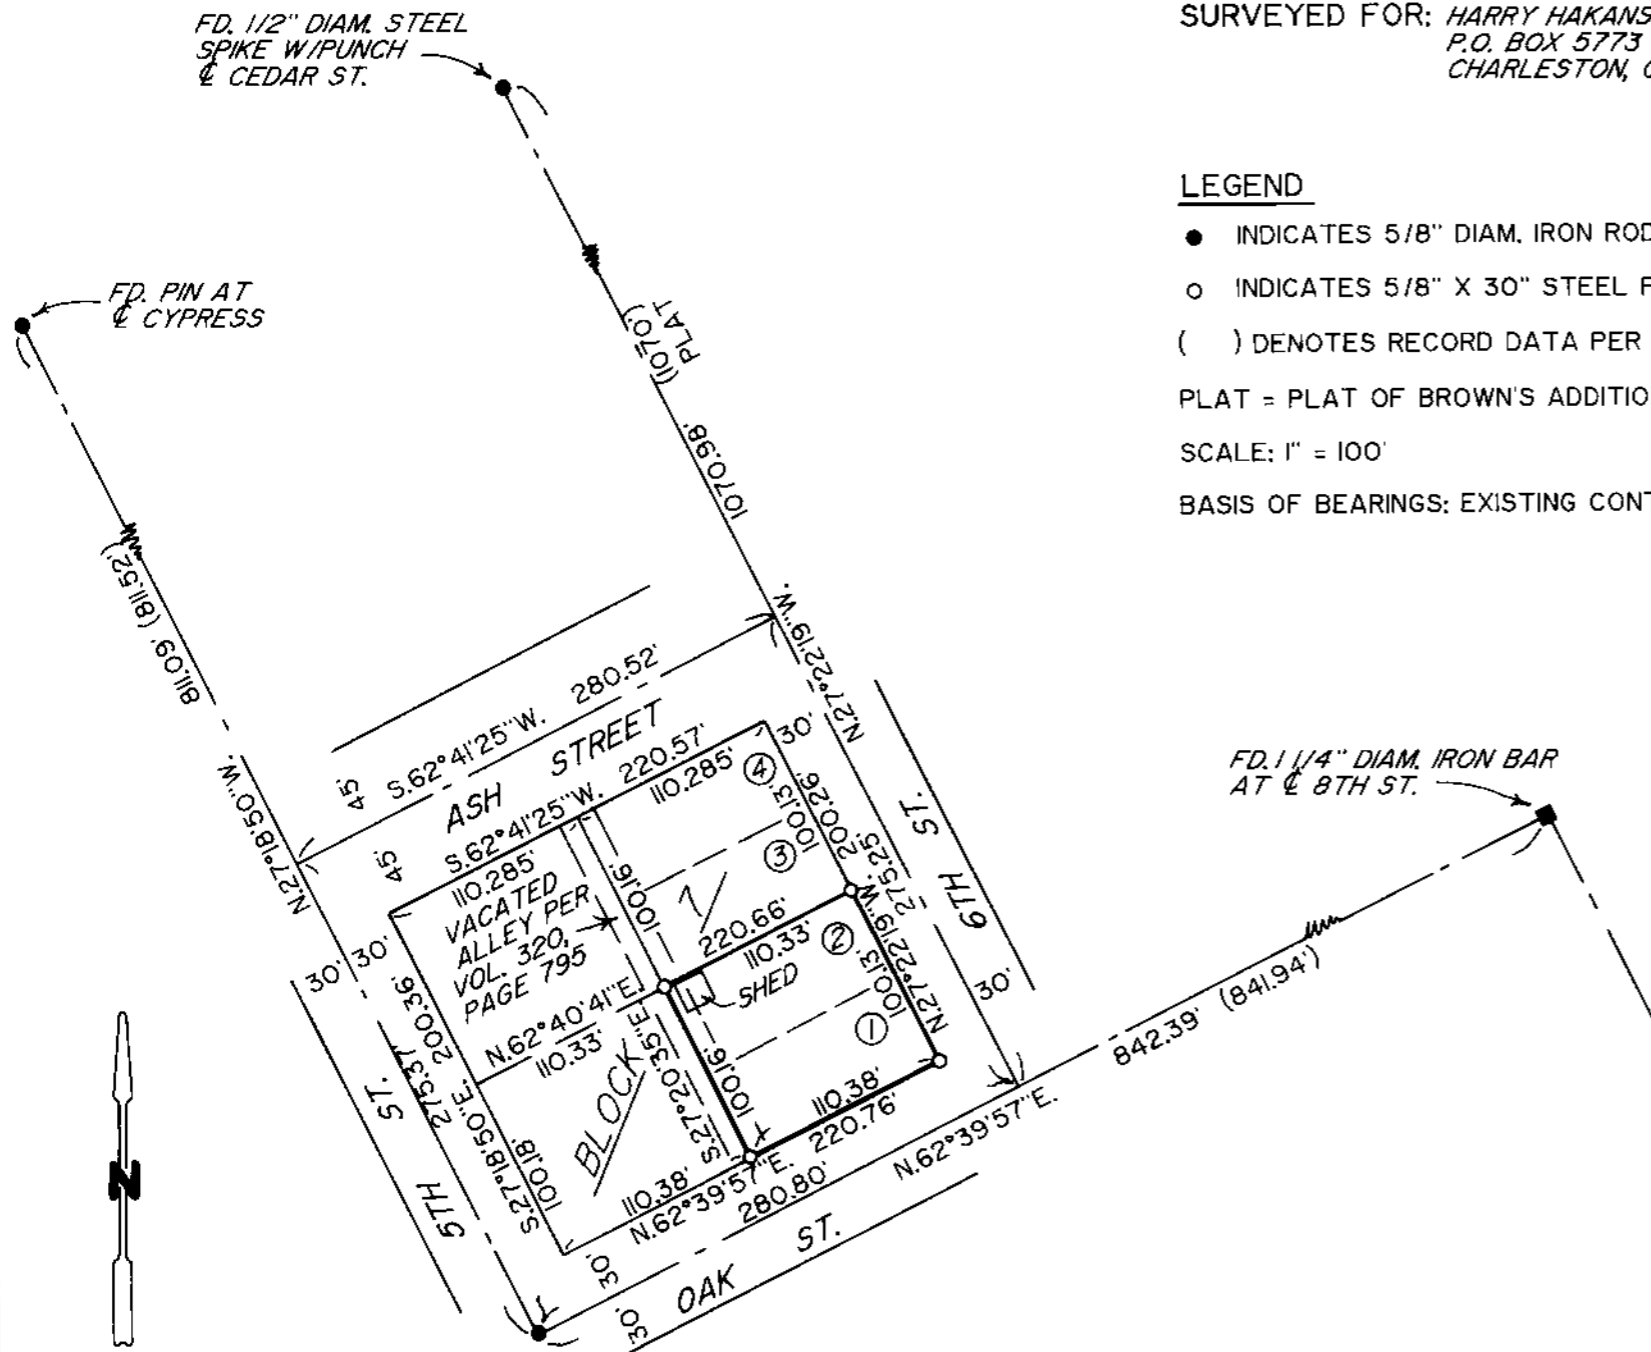 FD. 1/2" DIAM. STEEL
SPIKE W/PUNCH
℄ CEDAR ST.
SURVEYED FOR: HARRY HAKANS
P.O. BOX 5773
CHARLESTON, O
LEGEND
● INDICATES 5/8" DIAM. IRON ROD
○ INDICATES 5/8" X 30" STEEL F
( ) DENOTES RECORD DATA PER
PLAT = PLAT OF BROWN'S ADDITIO
SCALE: 1" = 100'
BASIS OF BEARINGS: EXISTING CONT
FD. PIN AT
℄ CYPRESS
(1070')
PLAT
1070.98'
N.27°22'19"W.
811.09' (811.52')
N.27°18'50"W.
S.62°41'25"W. 280.52'
45'
ASH STREET
45'
S.62°41'25"W. 220.57'
30'
110.285'
110.285'
4
100.13'
200.26'
275.25'
3
ST.
6TH
FD. 1 1/4" DIAM. IRON BAR
AT ℄ 8TH ST.
VACATED
ALLEY PER
VOL. 320,
PAGE 795
100.16'
7
220.66'
110.33'
2
SHED
30' 30'
200.36'
275.37'
N.62°40'41"E.
110.33'
BLOCK
S.27°20'35"E.
100.16'
1
100.13'
N.27°22'19"W.
30'
842.39' (841.94')
ST.
5TH
S.27°18'50"E.
100.18'
110.38'
110.38'
220.76'
N.62°39'57"E.
N.62°39'57"E.
280.80'
30'
30'
OAK ST.
N